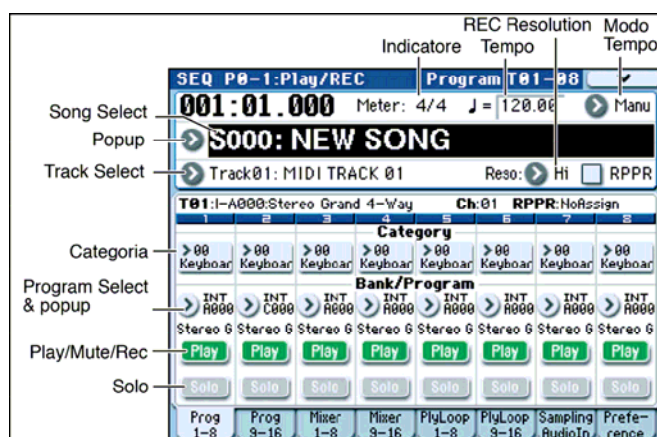 REC Resolution Modo
Indicatore Tempo Tempo
SEQ P0-1:Play/REC Program T01-08
001:01.000 Meter: 4/4 ♩= 120.00 Manu
Song Select
Popup
S000: NEW SONG
Track Select
Track01: MIDI TRACK 01 Reso: Hi RPPR
T01:I-A000:Stereo Grand 4-Way Ch:01 RPPR:NoAssign
1 2 3 4 5 6 7 8
Category
Categoria
>00 >00 >00 >00 >00 >00 >00 >00
Keyboar Keyboar Keyboar Keyboar Keyboar Keyboar Keyboar Keyboar
Bank/Program
Program Select
& popup
INT INT INT INT INT INT INT INT
A000 C000 A000 A000 A000 A000 A000 A000
Stereo G Stereo G Stereo G Stereo G Stereo G Stereo G Stereo G Stereo G
Play/Mute/Rec
Play Play Play Play Play Play Play Play
Solo
Solo Solo Solo Solo Solo Solo Solo Solo
Prog Prog Mixer Mixer PlyLoop PlyLoop Sampling Prefe-
1-8 9-16 1-8 9-16 1-8 9-16 AudioIn cence